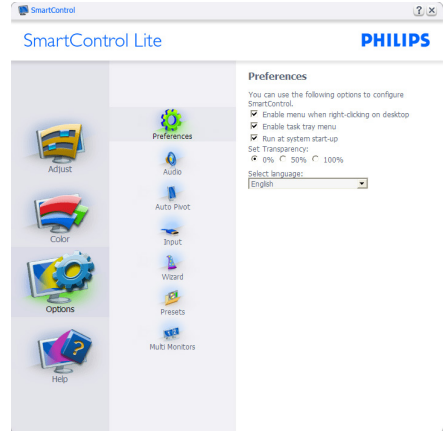 SmartControl
SmartControl Lite
PHILIPS
Adjust
Color
Options
Help
Preferences
Audio
Auto Pivot
Input
Wizard
Presets
Multi Monitors
Preferences
You can use the following options to configure
SmartControl.
Enable menu when right-clicking on desktop
Enable task tray menu
Run at system start-up
Set Transparency:
0% 50% 100%
Select language:
English